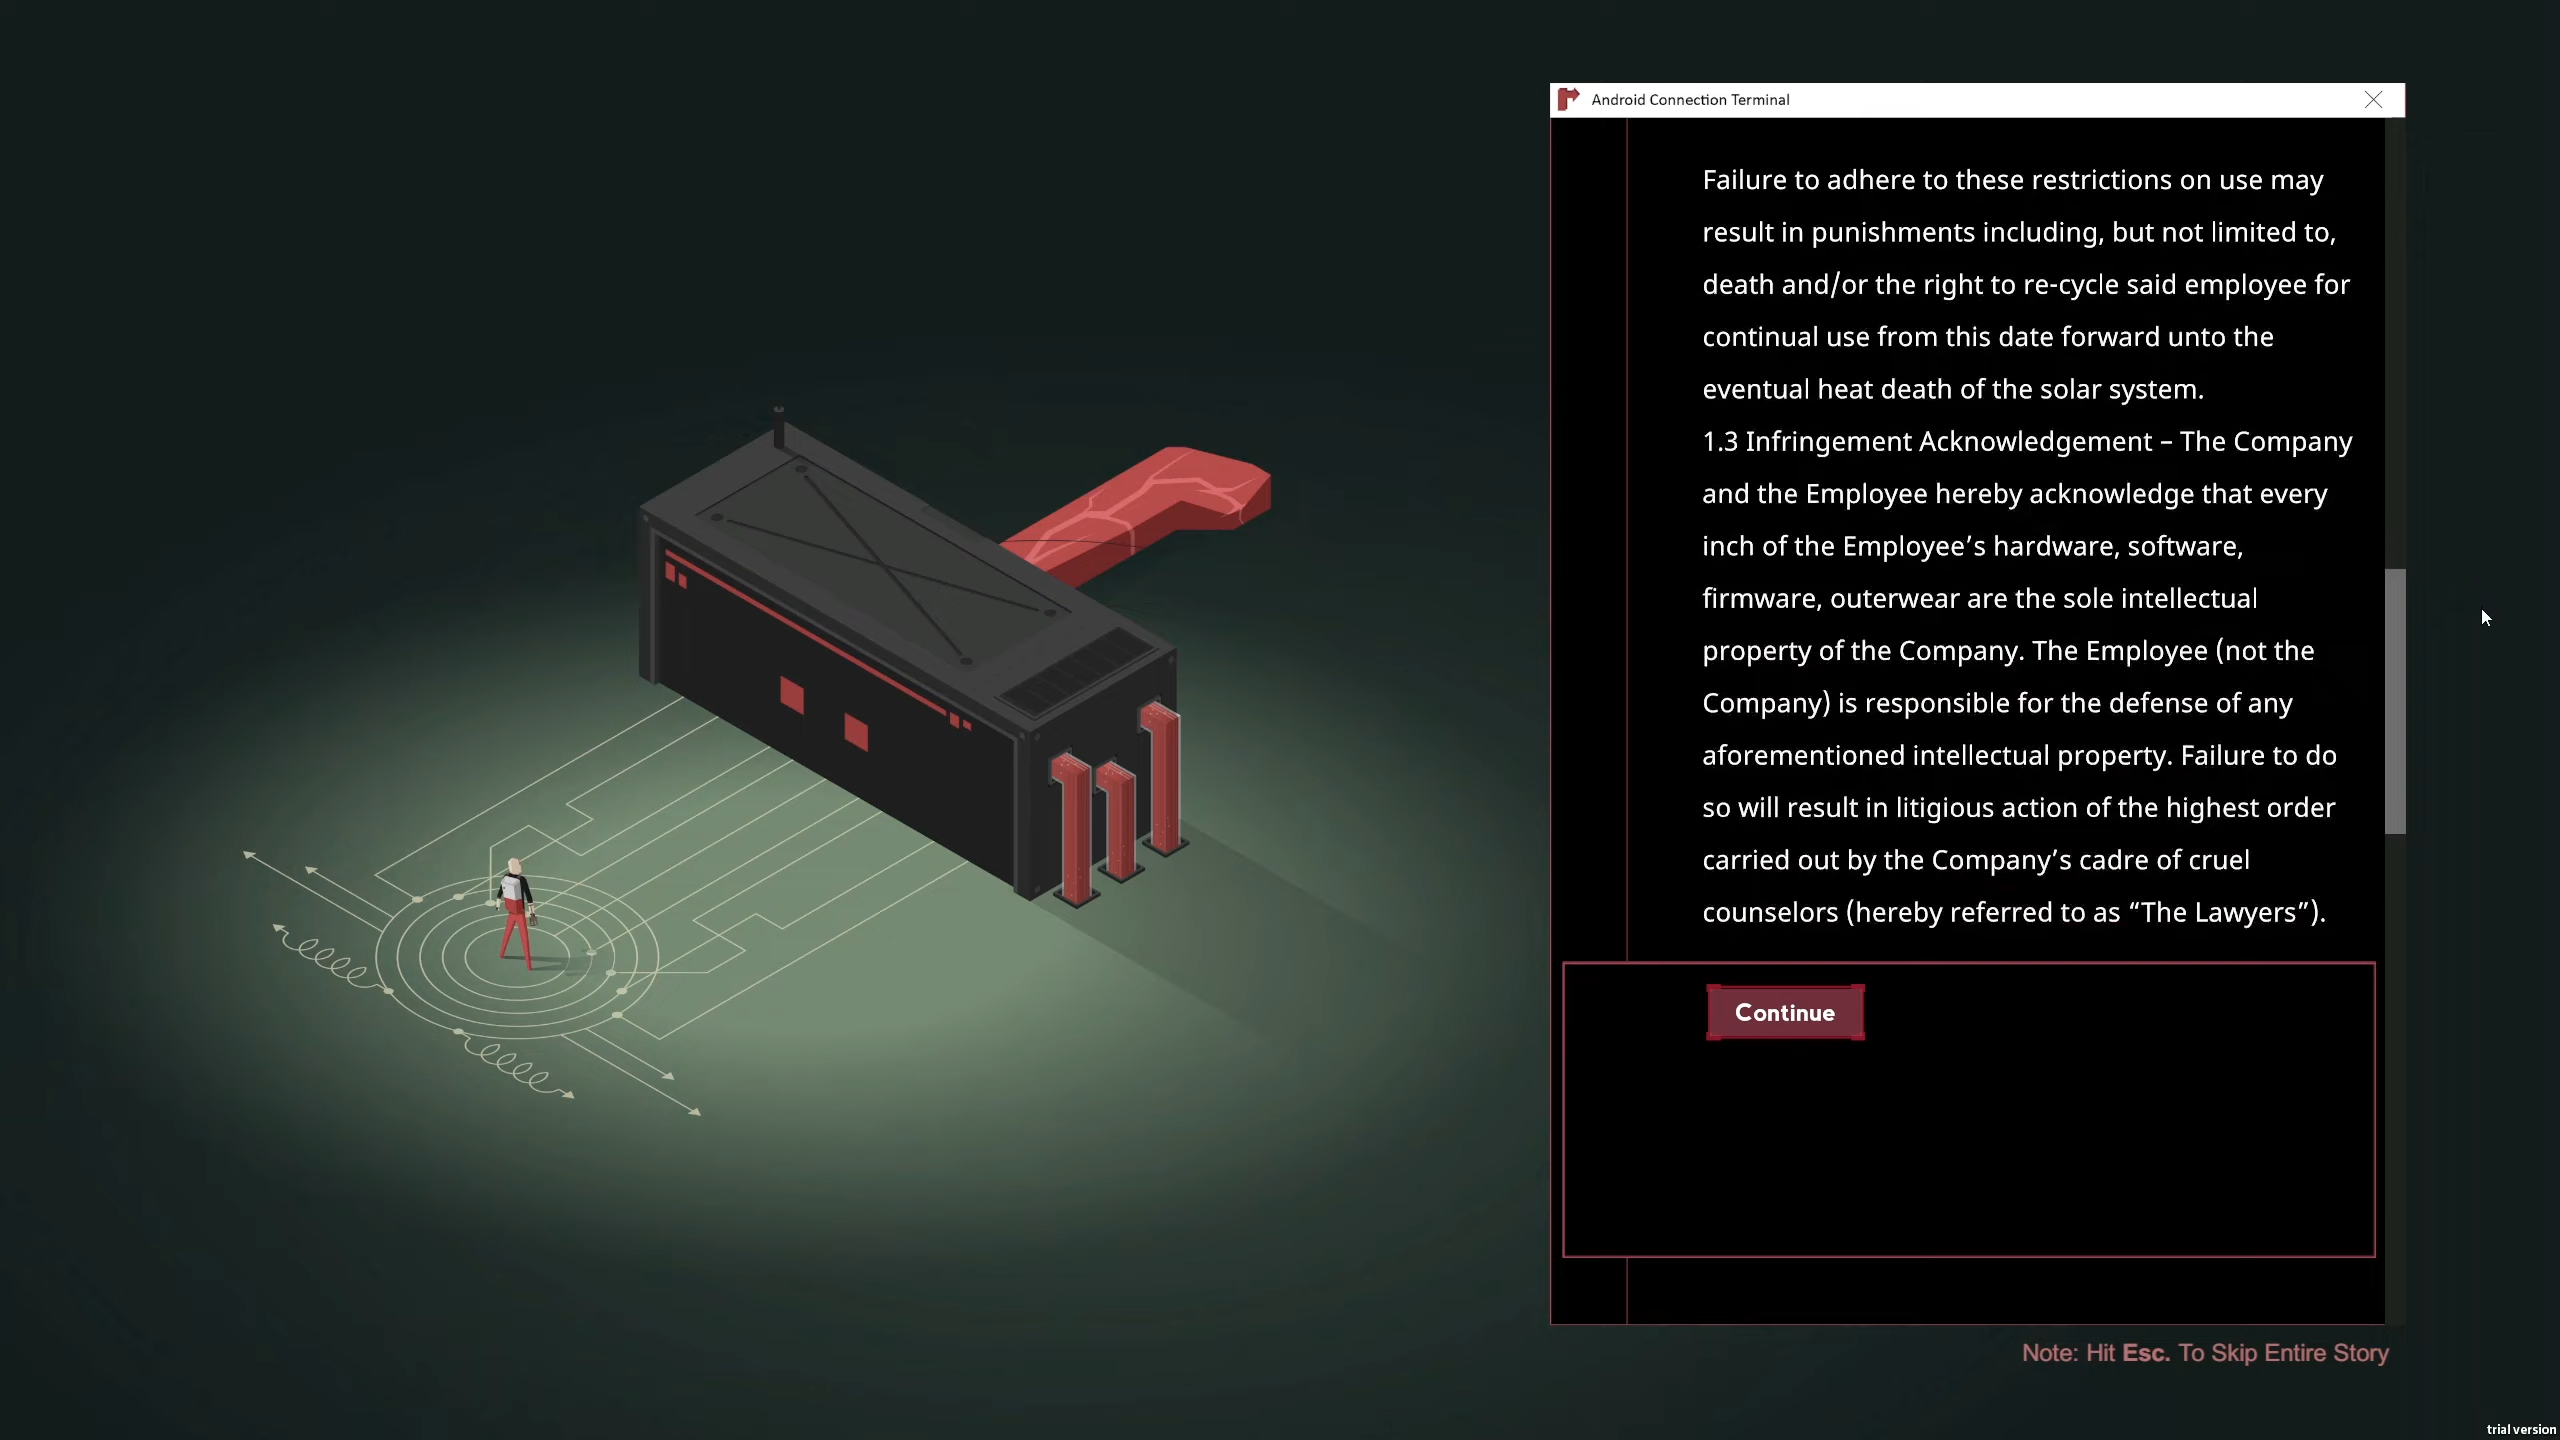 Android Connection Terminal
Failure to adhere to these restrictions on use may
result in punishments including, but not limited to,
death and/or the right to re-cycle said employee for
continual use from this date forward unto the
eventual heat death of the solar system.
1.3 Infringement Acknowledgement – The Company
and the Employee hereby acknowledge that every
inch of the Employee’s hardware, software,
firmware, outerwear are the sole intellectual
property of the Company. The Employee (not the
Company) is responsible for the defense of any
aforementioned intellectual property. Failure to do
so will result in litigious action of the highest order
carried out by the Company’s cadre of cruel
counselors (hereby referred to as “The Lawyers”).
Continue
Note: Hit Esc. To Skip Entire Story
trial version